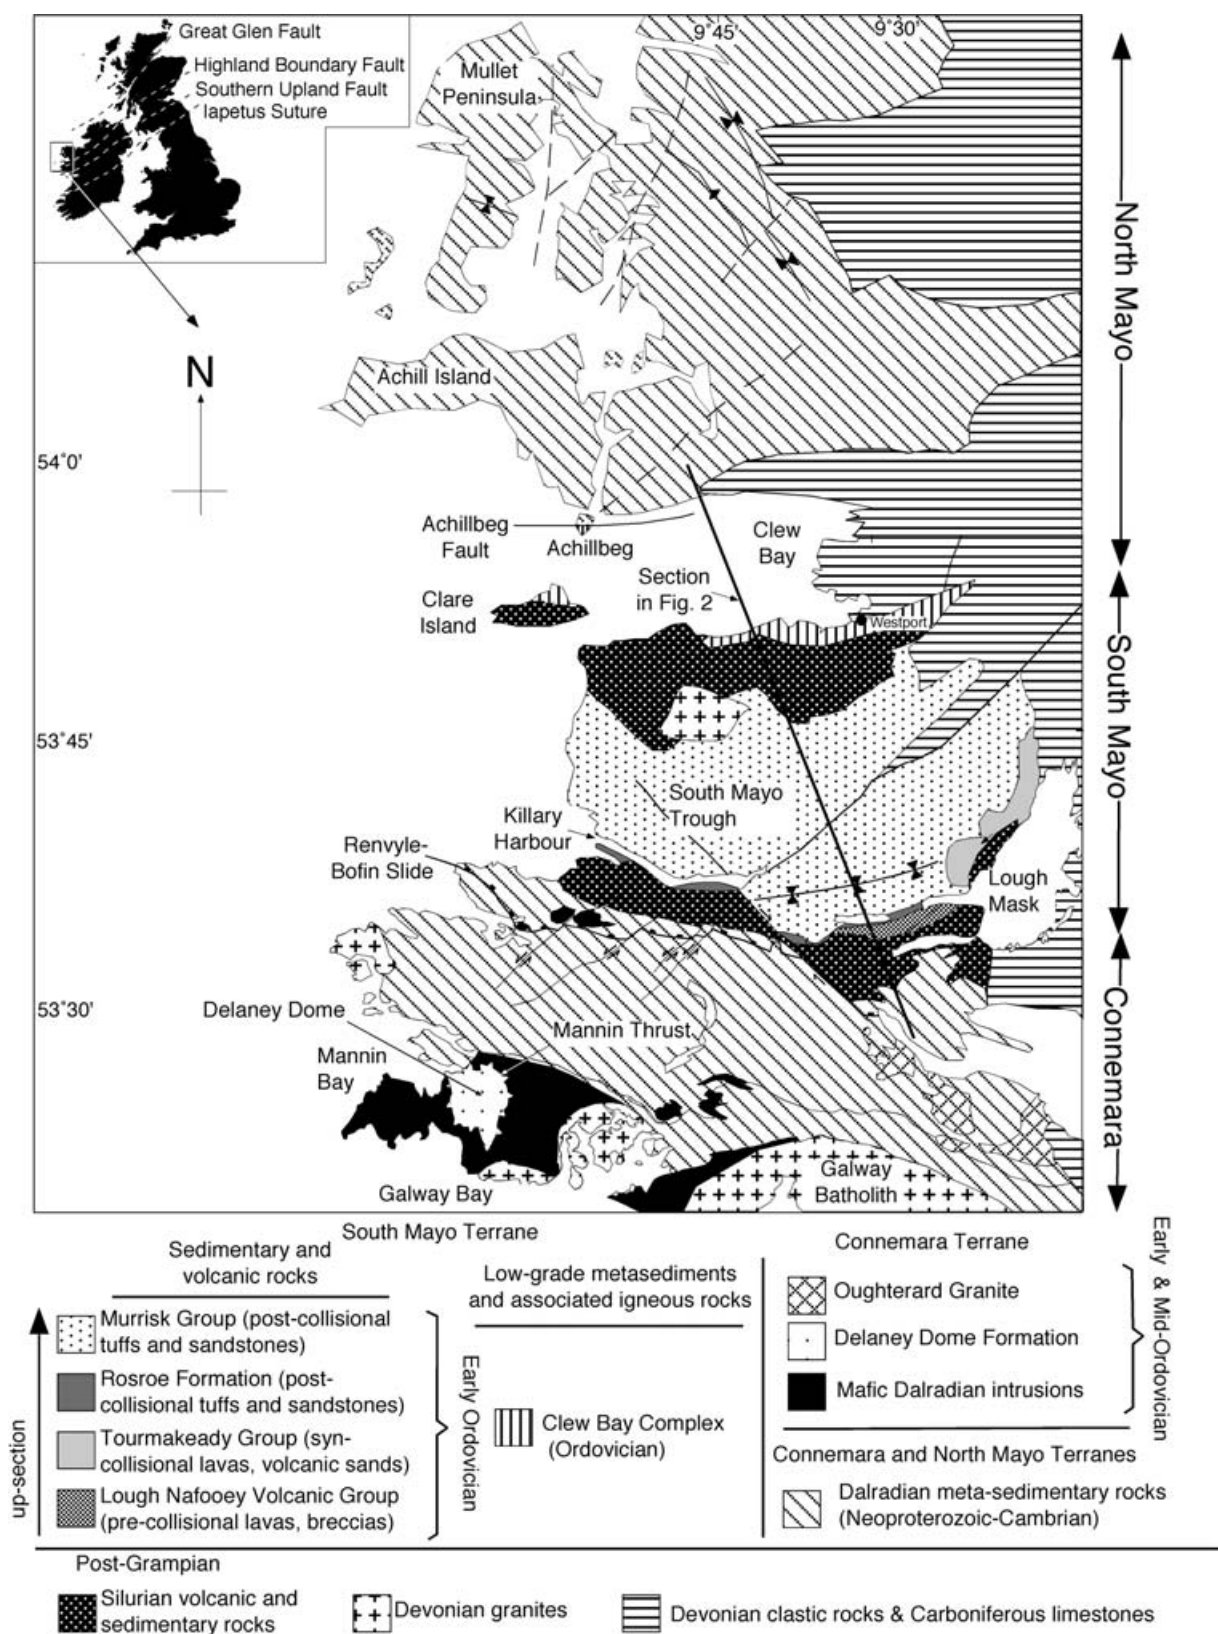 Great Glen Fault
Highland Boundary Fault
Southern Upland Fault
Iapetus Suture
9˚45'
9˚30'
Mullet
Peninsula
North Mayo
N
Achill Island
54˚0'
Achillbeg
Fault
Achillbeg
Clew
Bay
Section
in Fig. 2
Clare
Island
Westport
South Mayo
53˚45'
South Mayo
Trough
Killary
Harbour
Renvyle-
Bofin Slide
Lough
Mask
53˚30'
Delaney Dome
Mannin Thrust
Mannin
Bay
Connemara
Galway Bay
Galway
Batholith
South Mayo Terrane
Sedimentary and
volcanic rocks
Murrisk Group (post-collisional
tuffs and sandstones)
Rosroe Formation (post-
collisional tuffs and sandstones)
Tourmakeady Group (syn-
collisional lavas, volcanic sands)
Lough Nafooey Volcanic Group
(pre-collisional lavas, breccias)
up-section
Early Ordovician
Low-grade metasediments
and associated igneous rocks
Clew Bay Complex
(Ordovician)
Connemara Terrane
Oughterard Granite
Delaney Dome Formation
Mafic Dalradian intrusions
Early & Mid-Ordovician
Connemara and North Mayo Terranes
Dalradian meta-sedimentary rocks
(Neoproterozoic-Cambrian)
Post-Grampian
Silurian volcanic and
sedimentary rocks
Devonian granites
Devonian clastic rocks & Carboniferous limestones